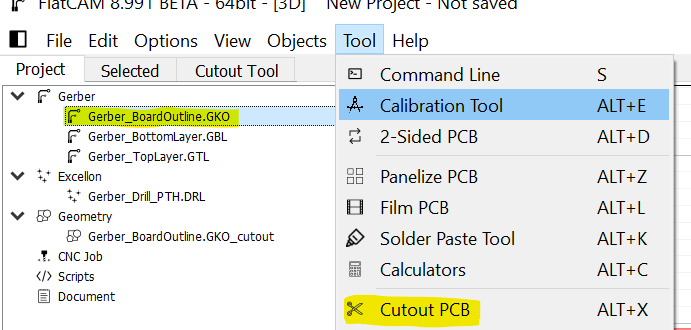 FlatCAM 8.991 BETA - 64bit - [3D] New Project - Not saved
File Edit Options View Objects Tool Help
Project Selected Cutout Tool
Gerber
Gerber_BoardOutline.GKO
Gerber_BottomLayer.GBL
Gerber_TopLayer.GTL
Excellon
Gerber_Drill_PTH.DRL
Geometry
Gerber_BoardOutline.GKO_cutout
CNC Job
Scripts
Document
Command Line S
Calibration Tool ALT+E
2-Sided PCB ALT+D
Panelize PCB ALT+Z
Film PCB ALT+L
Solder Paste Tool ALT+K
Calculators ALT+C
Cutout PCB ALT+X